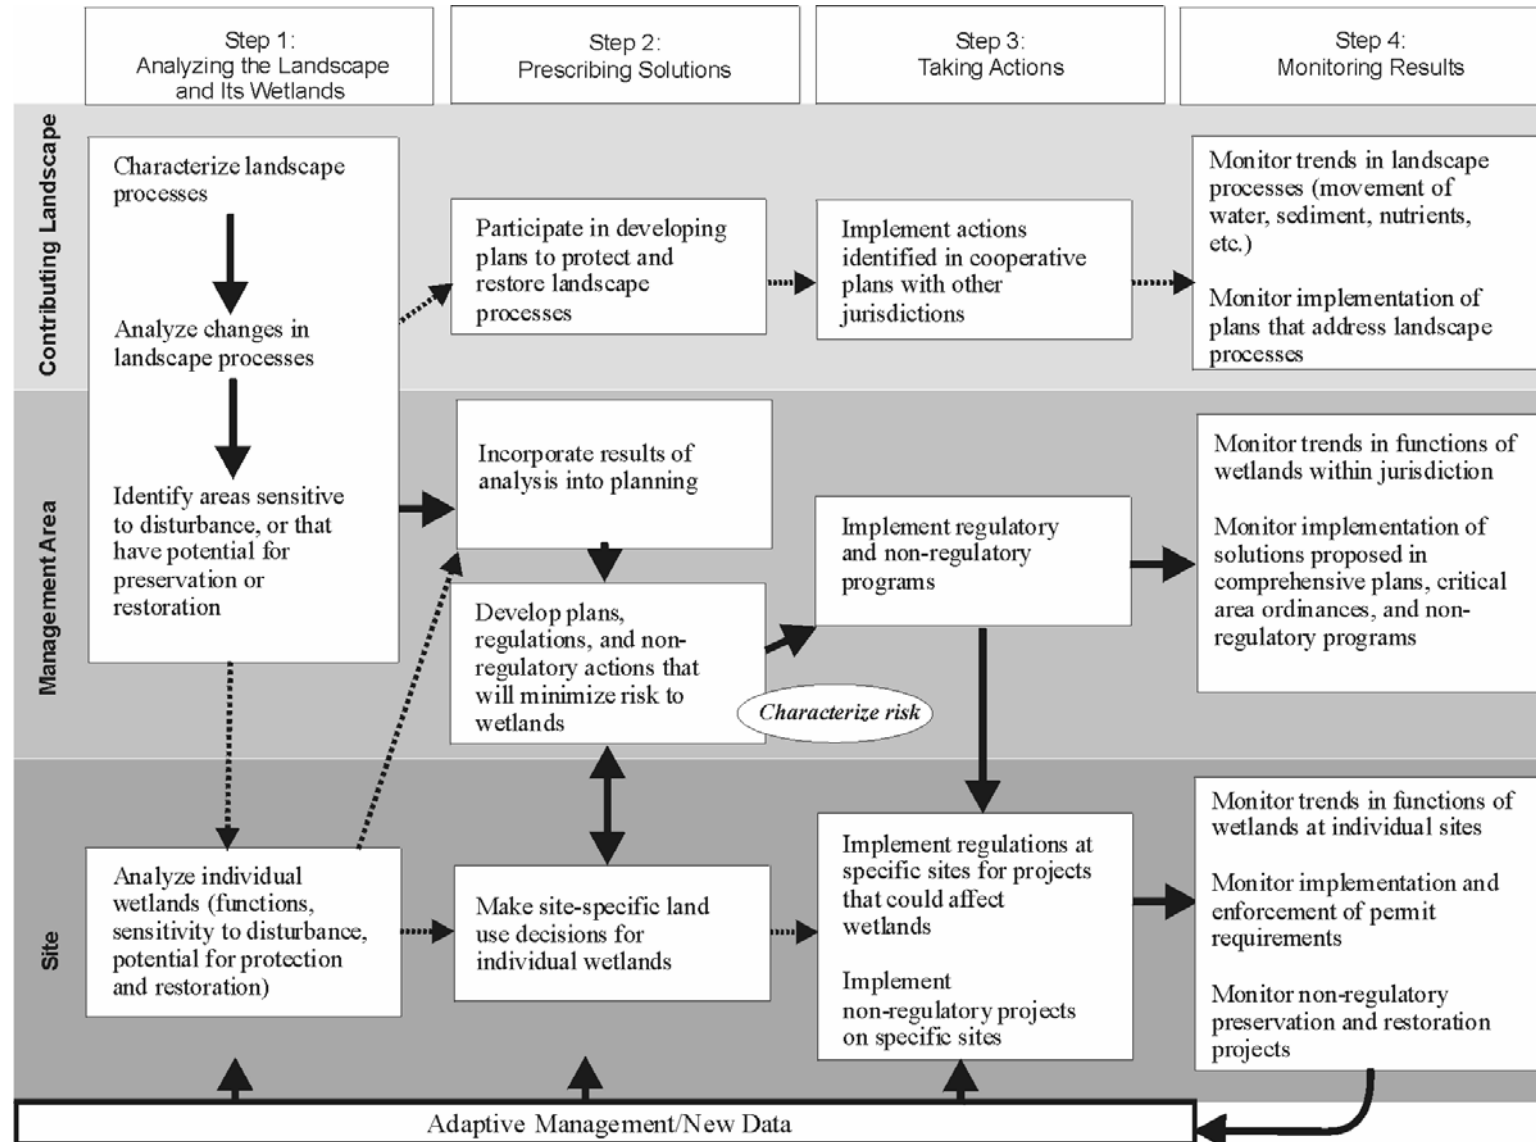 Step 1:
Analyzing the Landscape
and Its Wetlands
Step 2:
Prescribing Solutions
Step 3:
Taking Actions
Step 4:
Monitoring Results
Contributing Landscape
Characterize landscape
processes
Analyze changes in
landscape processes
Identify areas sensitive
to disturbance, or that
have potential for
preservation or
restoration
Participate in developing
plans to protect and
restore landscape
processes
Implement actions
identified in cooperative
plans with other
jurisdictions
Monitor trends in landscape
processes (movement of
water, sediment, nutrients,
etc.)
Monitor implementation of
plans that address landscape
processes
Management Area
Incorporate results of
analysis into planning
Develop plans,
regulations, and non-
regulatory actions that
will minimize risk to
wetlands
Characterize risk
Implement regulatory
and non-regulatory
programs
Monitor trends in functions of
wetlands within jurisdiction
Monitor implementation of
solutions proposed in
comprehensive plans, critical
area ordinances, and non-
regulatory programs
Site
Analyze individual
wetlands (functions,
sensitivity to disturbance,
potential for protection
and restoration)
Make site-specific land
use decisions for
individual wetlands
Implement regulations at
specific sites for projects
that could affect
wetlands
Implement
non-regulatory projects
on specific sites
Monitor trends in functions of
wetlands at individual sites
Monitor implementation and
enforcement of permit
requirements
Monitor non-regulatory
preservation and restoration
projects
Adaptive Management/New Data